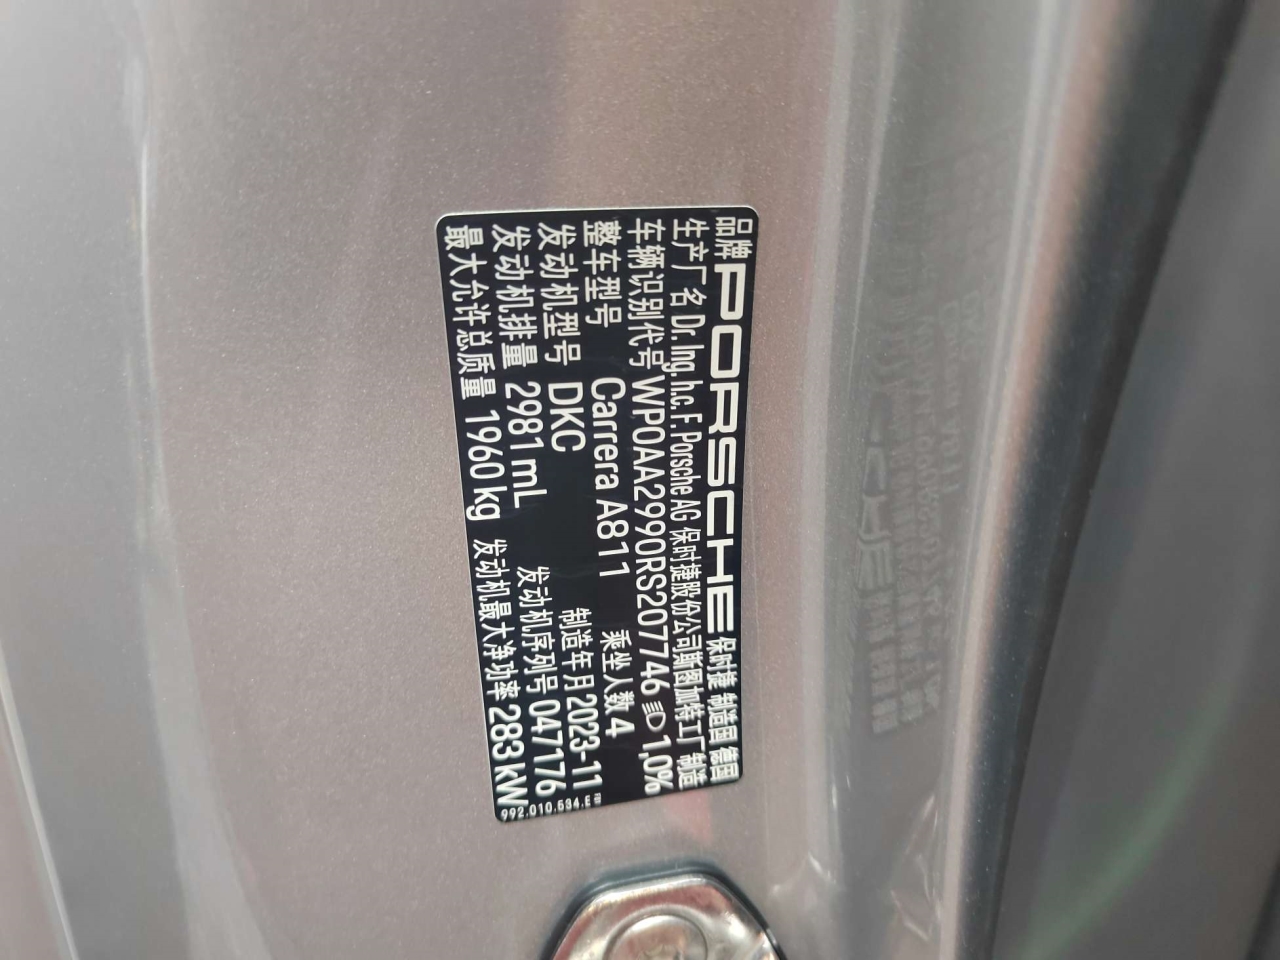 品牌 PORSCHE 保时捷 制造国 德国
生产厂名 Dr. Ing. h.c. F. Porsche AG 保时捷股份公司斯图加特工厂 制造
车辆识别代号 WP0AA2990RS207746 1,0%
整车型号 Carrera A811 乘坐人数 4
发动机型号 DKC 制造年月 2023-11
发动机排量 2981 mL 发动机序列号 047176
最大允许总质量 1960 kg 发动机最大净功率 283 kW
992.010.534.E